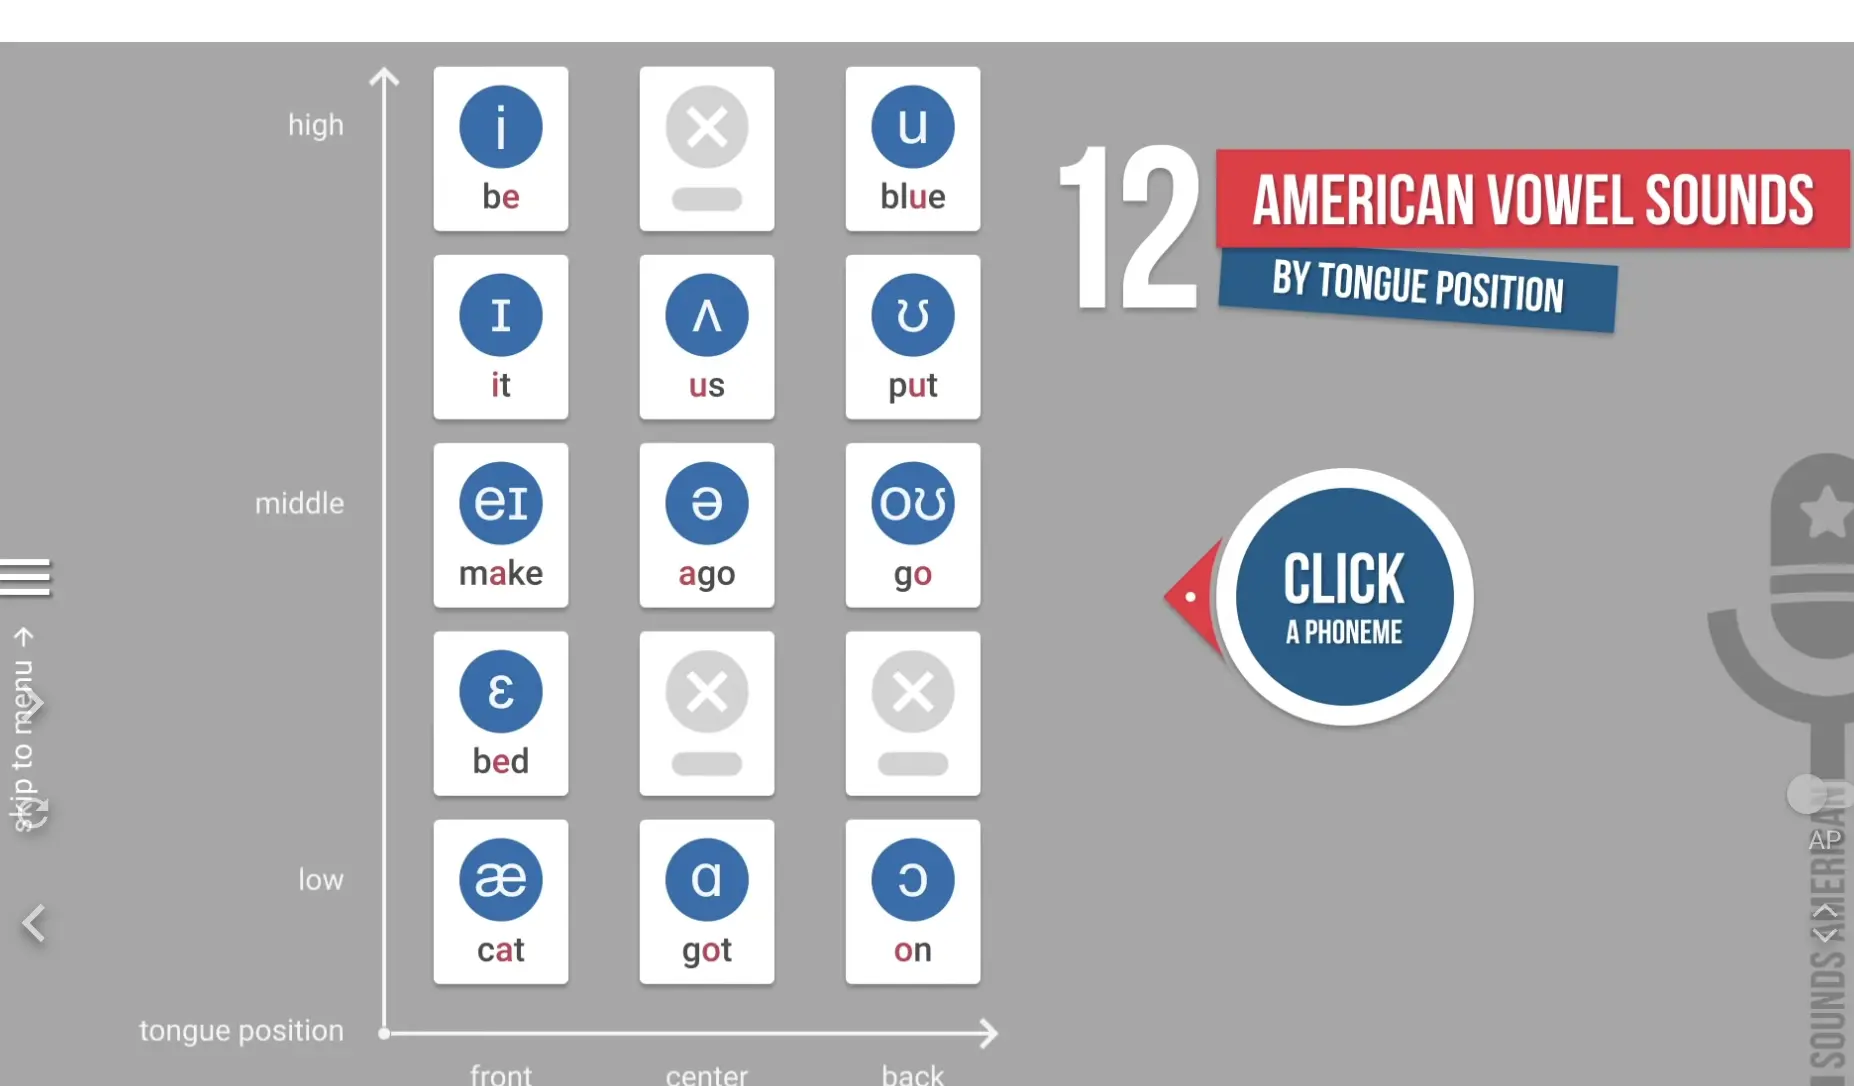 high
i
be
u
blue
12
AMERICAN VOWEL SOUNDS
BY TONGUE POSITION
ɪ
it
ʌ
us
ʊ
put
middle
eɪ
make
ə
ago
oʊ
go
CLICK
A PHONEME
skip to menu →
ɛ
bed
low
æ
cat
ɑ
got
ɔ
on
AP
SOUNDS AMERICAN
tongue position
front
center
back